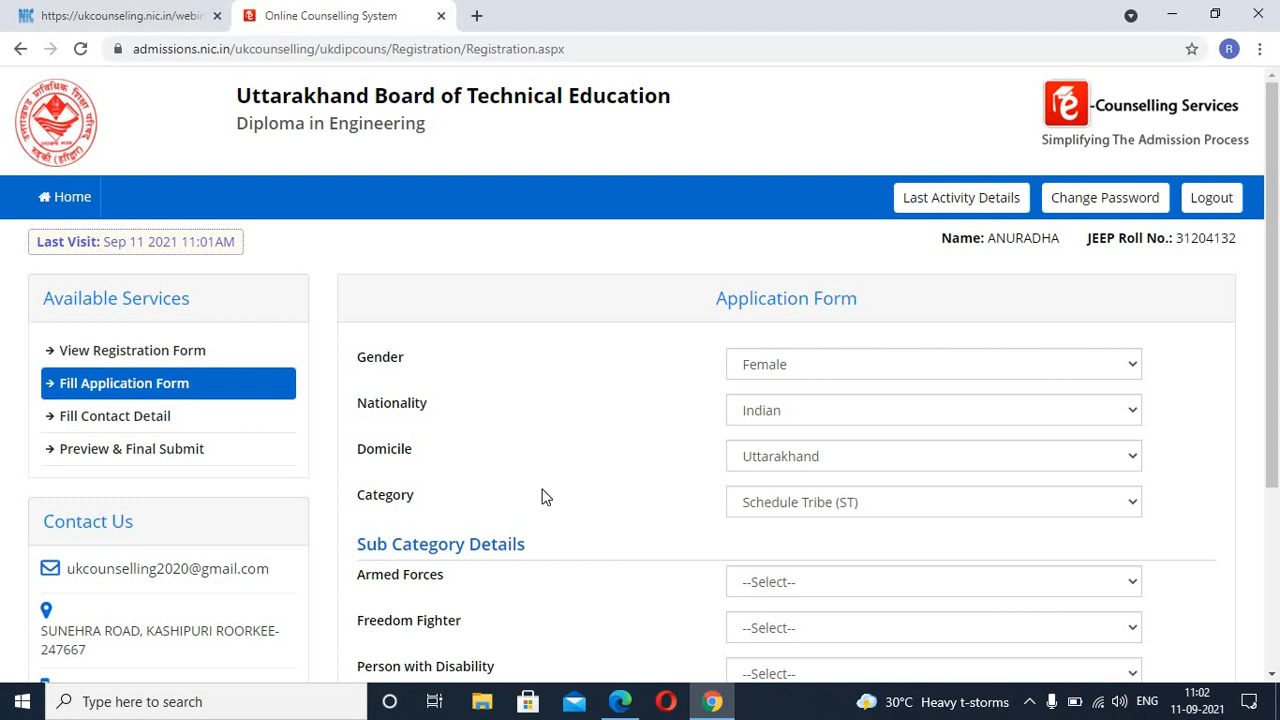 https://ukcounseling.nic.in/webir
Online Counselling System
admissions.nic.in/ukcounselling/ukdipcouns/Registration/Registration.aspx
R
Uttarakhand Board of Technical Education
Diploma in Engineering
e-Counselling Services
Simplifying The Admission Process
Home
Last Activity Details
Change Password
Logout
Last Visit: Sep 11 2021 11:01AM
Name: ANURADHA
JEEP Roll No.: 31204132
Available Services
View Registration Form
Fill Application Form
Fill Contact Detail
Preview & Final Submit
Contact Us
ukcounselling2020@gmail.com
SUNEHRA ROAD, KASHIPURI ROORKEE-
247667
Application Form
Gender
Female
Nationality
Indian
Domicile
Uttarakhand
Category
Schedule Tribe (ST)
Sub Category Details
Armed Forces
--Select--
Freedom Fighter
--Select--
Person with Disability
--Select--
Type here to search
30°C Heavy t-storms
ENG
11:02
11-09-2021